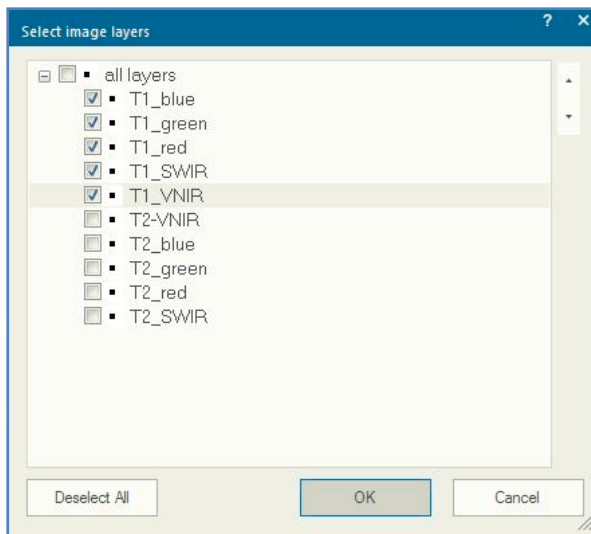 Select image layers ? ×
all layers
T1_blue
T1_green
T1_red
T1_SWIR
T1_VNIR
T2-VNIR
T2_blue
T2_green
T2_red
T2_SWIR
Deselect All OK Cancel